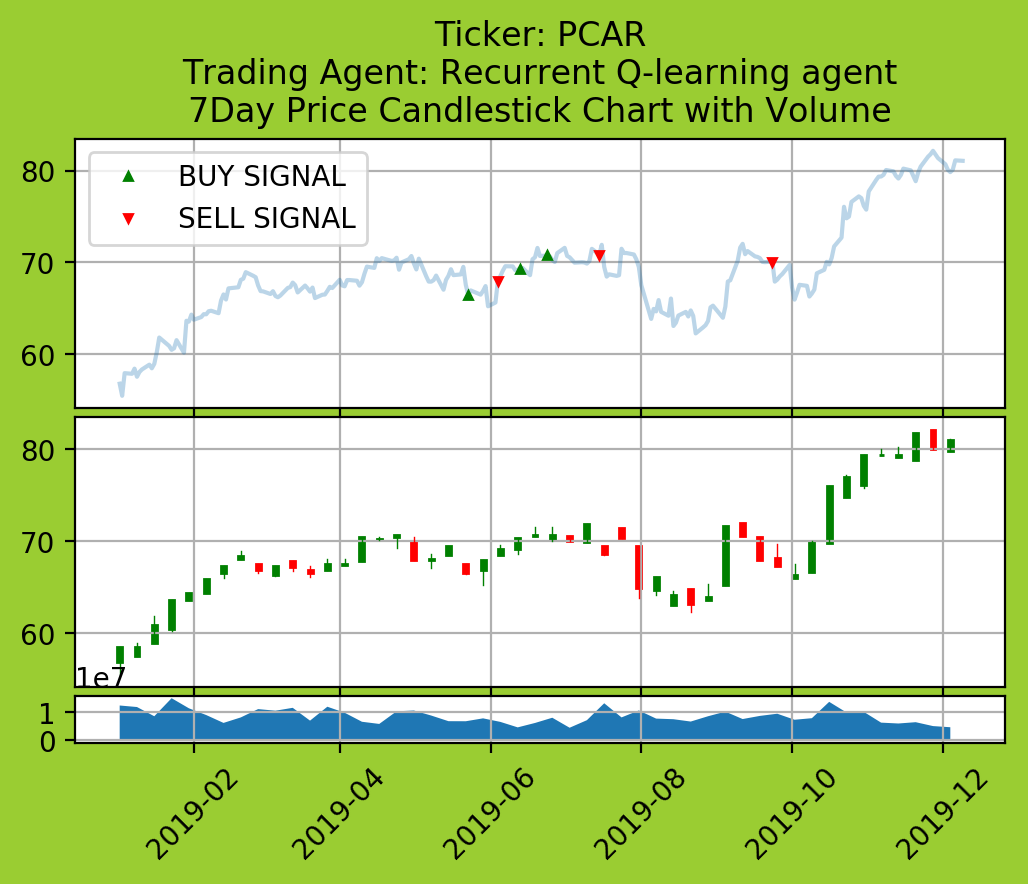 Ticker: PCAR
Trading Agent: Recurrent Q-learning agent
7Day Price Candlestick Chart with Volume
BUY SIGNAL
SELL SIGNAL
80
70
60
80
70
60
1e7
1
0
2019-02
2019-04
2019-06
2019-08
2019-10
2019-12